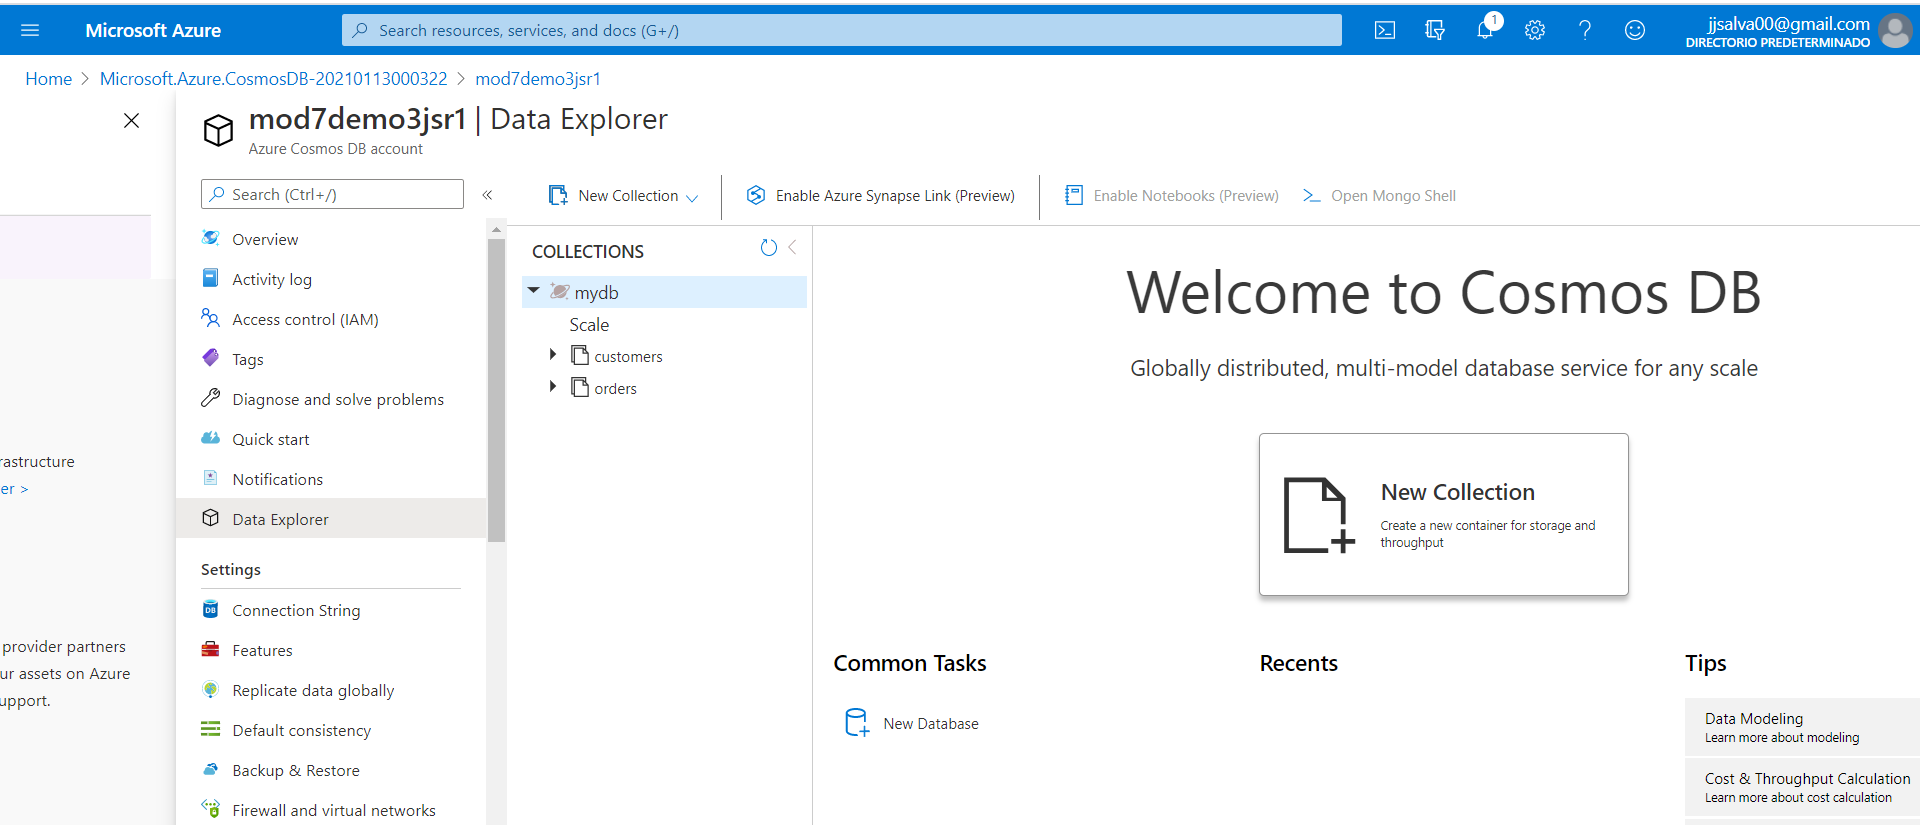 Microsoft Azure
Search resources, services, and docs (G+/)
1
jjsalva00@gmail.com
DIRECTORIO PREDETERMINADO
Home > Microsoft.Azure.CosmosDB-20210113000322 > mod7demo3jsr1
mod7demo3jsr1 | Data Explorer
Azure Cosmos DB account
rastructure
er >
provider partners
ur assets on Azure
upport.
Search (Ctrl+/)
«
Overview
Activity log
Access control (IAM)
Tags
Diagnose and solve problems
Quick start
Notifications
Data Explorer
Settings
DB Connection String
Features
Replicate data globally
Default consistency
Backup & Restore
Firewall and virtual networks
New Collection
Enable Azure Synapse Link (Preview)
Enable Notebooks (Preview)
Open Mongo Shell
COLLECTIONS
mydb
Scale
customers
orders
Welcome to Cosmos DB
Globally distributed, multi-model database service for any scale
New Collection
Create a new container for storage and
throughput
Common Tasks
New Database
Recents
Tips
Data Modeling
Learn more about modeling
Cost & Throughput Calculation
Learn more about cost calculation